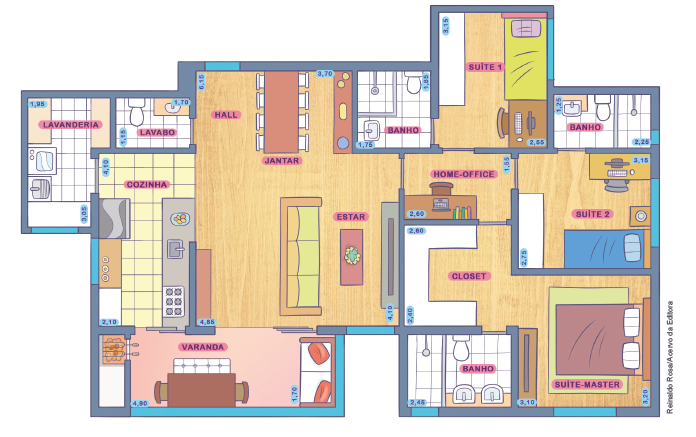 3,15
SUÍTE 1
2,55
6,15
3,70
HALL
JANTAR
1,85
BANHO
1,75
1,25
BANHO
2,25
1,95
LAVANDERIA
3,05
1,70
1,15
LAVABO
4,10
COZINHA
2,10
ESTAR
4,85
4,10
HOME-OFFICE
1,55
2,60
3,15
SUÍTE 2
2,75
2,80
CLOSET
2,40
VARANDA
4,90
1,70
BANHO
2,45
SUÍTE-MASTER
3,10
3,20
Reinaldo Rosa/Acervo da Editora